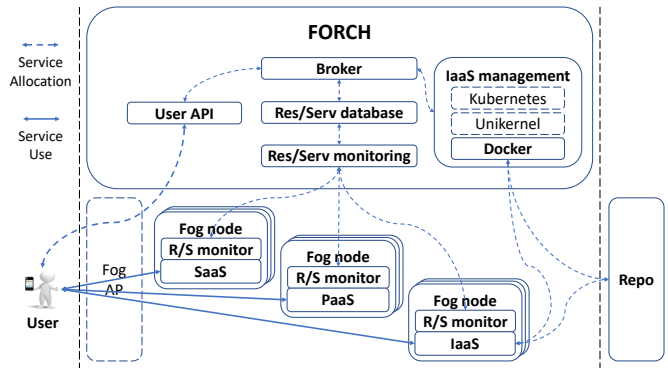 FORCH
Service
Allocation
Service
Use
Broker
IaaS management
Kubernetes
Unikernel
Docker
User API
Res/Serv database
Res/Serv monitoring
Fog node
R/S monitor
SaaS
Fog node
R/S monitor
PaaS
Fog node
R/S monitor
IaaS
Fog
AP
User
Repo